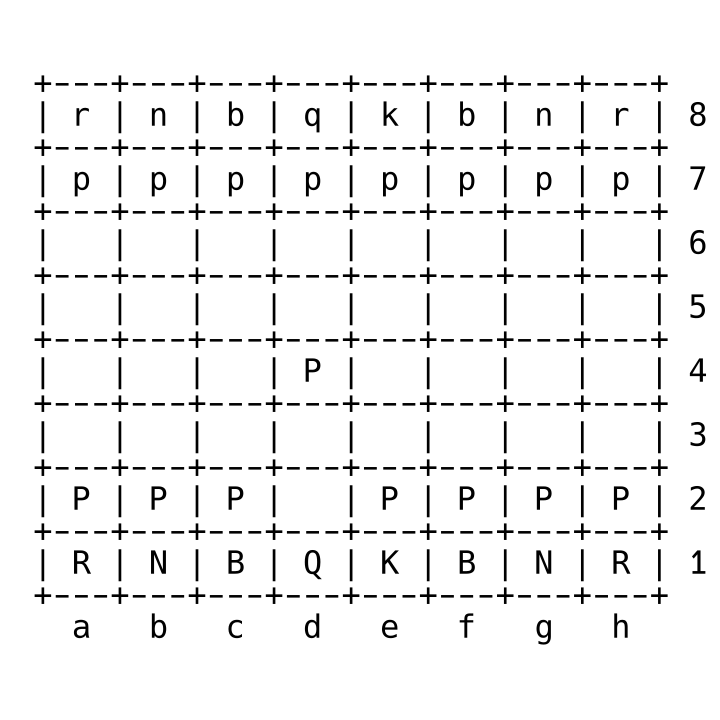 +---+---+---+---+---+---+---+---+
| r | n | b | q | k | b | n | r | 8
+---+---+---+---+---+---+---+---+
| p | p | p | p | p | p | p | p | 7
+---+---+---+---+---+---+---+---+
|   |   |   |   |   |   |   |   | 6
+---+---+---+---+---+---+---+---+
|   |   |   |   |   |   |   |   | 5
+---+---+---+---+---+---+---+---+
|   |   |   | P |   |   |   |   | 4
+---+---+---+---+---+---+---+---+
|   |   |   |   |   |   |   |   | 3
+---+---+---+---+---+---+---+---+
| P | P | P |   | P | P | P | P | 2
+---+---+---+---+---+---+---+---+
| R | N | B | Q | K | B | N | R | 1
+---+---+---+---+---+---+---+---+
  a   b   c   d   e   f   g   h